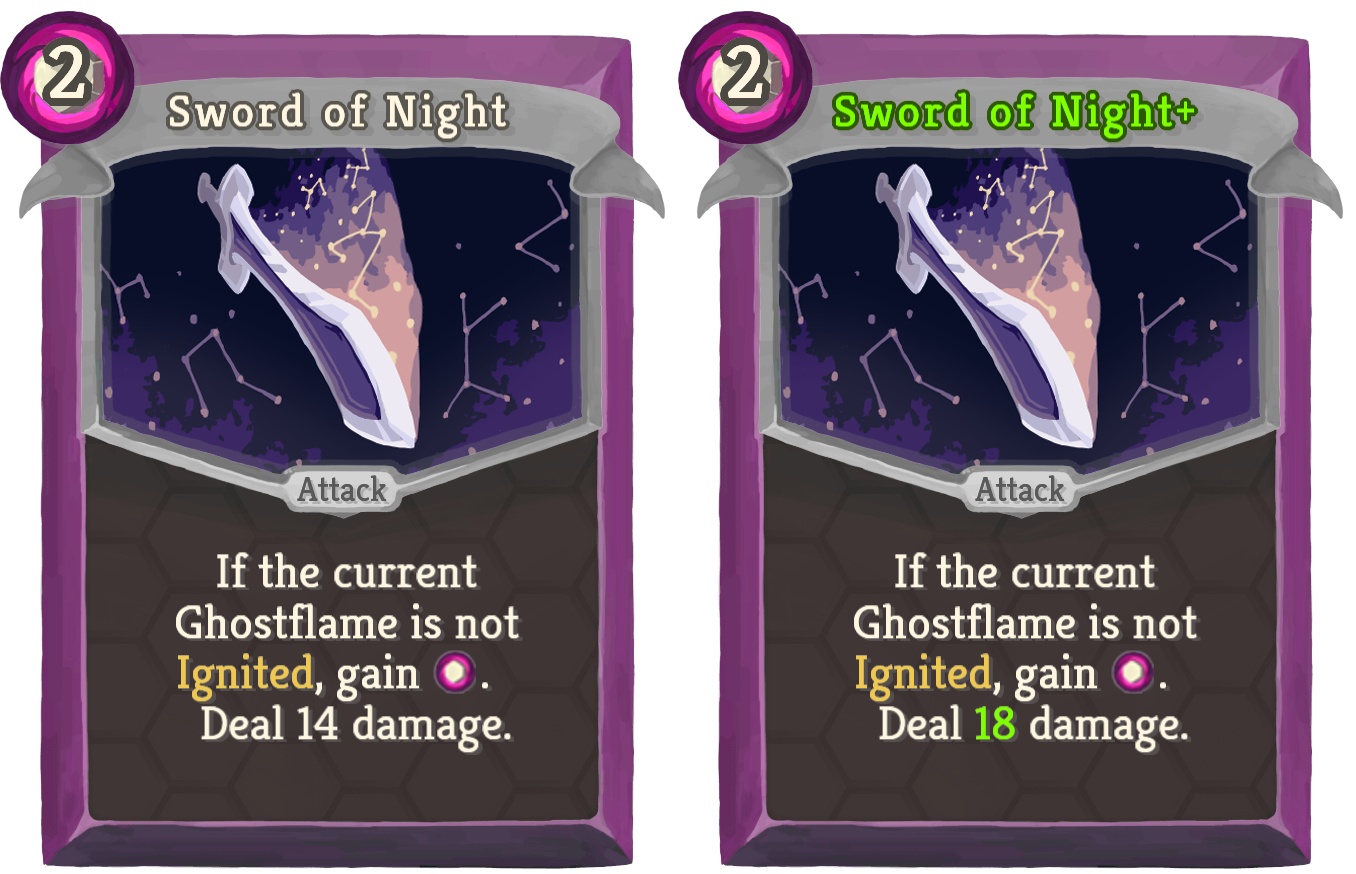 2
Sword of Night
Attack
If the current
Ghostflame is not
Ignited, gain .
Deal 14 damage.
2
Sword of Night+
Attack
If the current
Ghostflame is not
Ignited, gain .
Deal 18 damage.